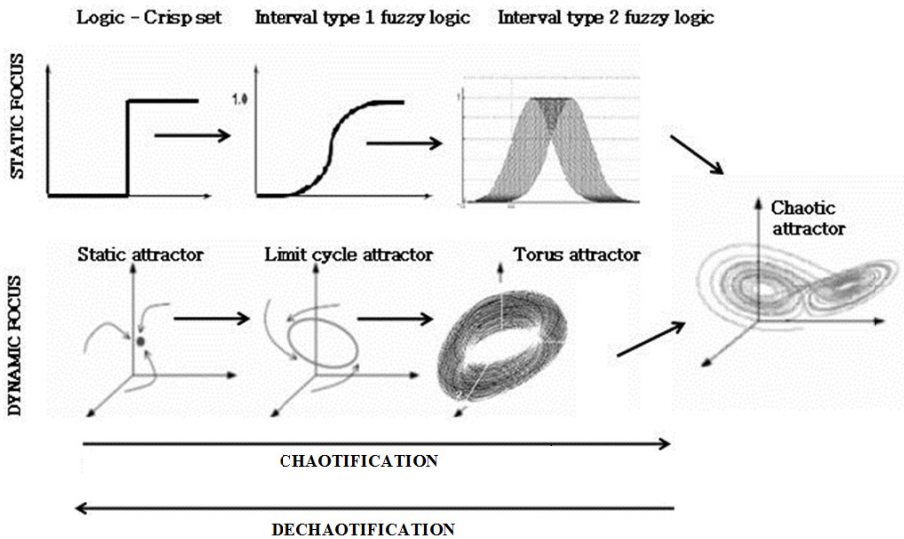 Logic - Crisp set
Interval type 1 fuzzy logic
Interval type 2 fuzzy logic
STATIC FOCUS
1.0
1
Chaotic
attractor
Static attractor
Limit cycle attractor
Torus attractor
DYNAMIC FOCUS
CHAOTIFICATION
DECHAOTIFICATION